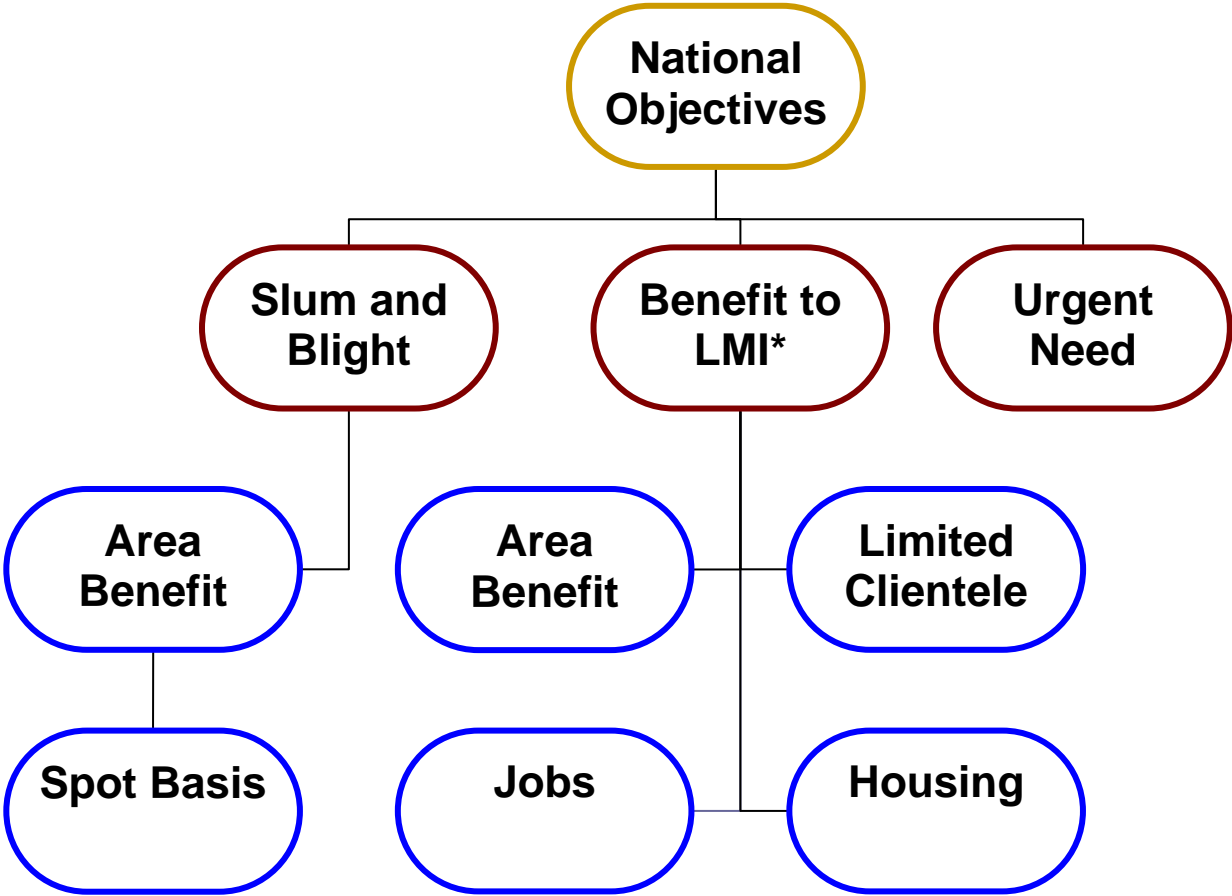 National
Objectives
Slum and
Blight
Benefit to
LMI*
Urgent
Need
Area
Benefit
Area
Benefit
Limited
Clientele
Spot Basis
Jobs
Housing